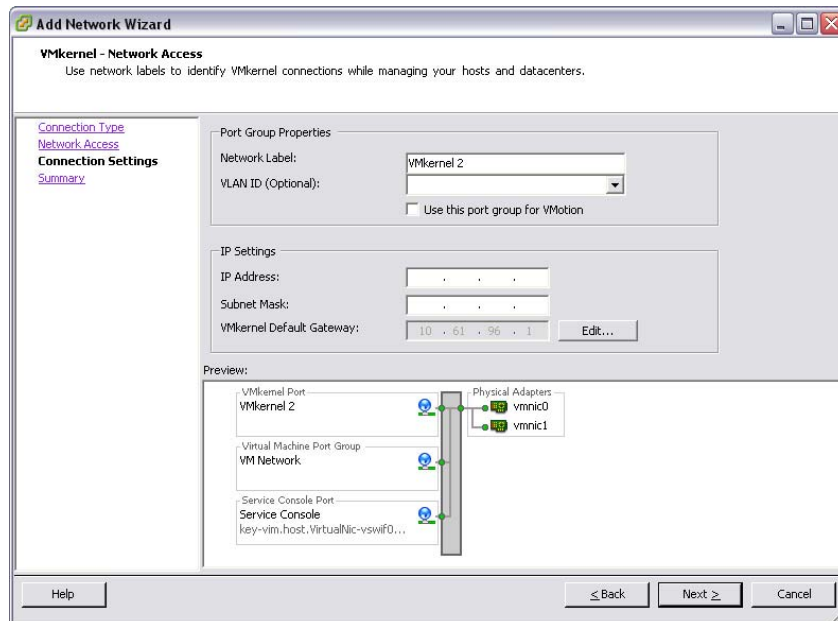 Add Network Wizard
VMkernel - Network Access
Use network labels to identify VMkernel connections while managing your hosts and datacenters.
Connection Type
Network Access
Connection Settings
Summary
Port Group Properties
Network Label:
VMkernel 2
VLAN ID (Optional):
Use this port group for VMotion
IP Settings
IP Address:
. . .
Subnet Mask:
. . .
VMkernel Default Gateway:
10 . 61 . 96 . 1
Edit...
Preview:
VMkernel Port
VMkernel 2
Physical Adapters
vmnic0
vmnic1
Virtual Machine Port Group
VM Network
Service Console Port
Service Console
key-vim.host.VirtualNic-vswif0...
Help
< Back
Next >
Cancel